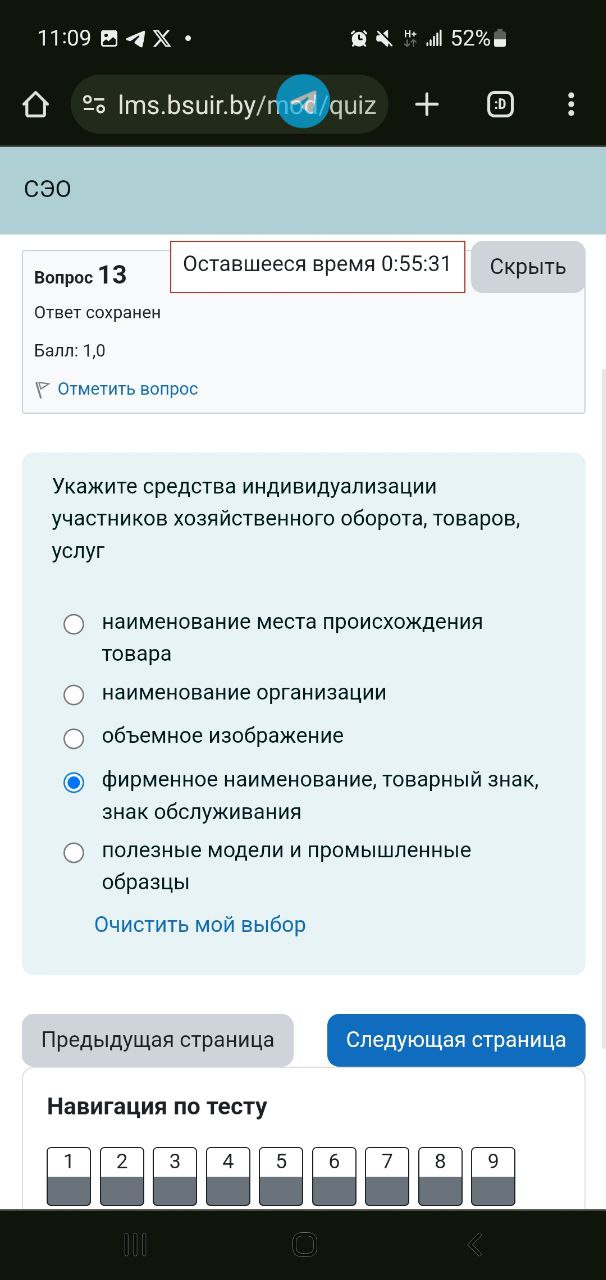 11:09
H+
52%
lms.bsuir.by/mod/quiz
:D
СЭО
Оставшееся время 0:55:31
Скрыть
Вопрос 13
Ответ сохранен
Балл: 1,0
Отметить вопрос
Укажите средства индивидуализации
участников хозяйственного оборота, товаров,
услуг
наименование места происхождения
товара
наименование организации
объемное изображение
фирменное наименование, товарный знак,
знак обслуживания
полезные модели и промышленные
образцы
Очистить мой выбор
Предыдущая страница
Следующая страница
Навигация по тесту
1 2 3 4 5 6 7 8 9